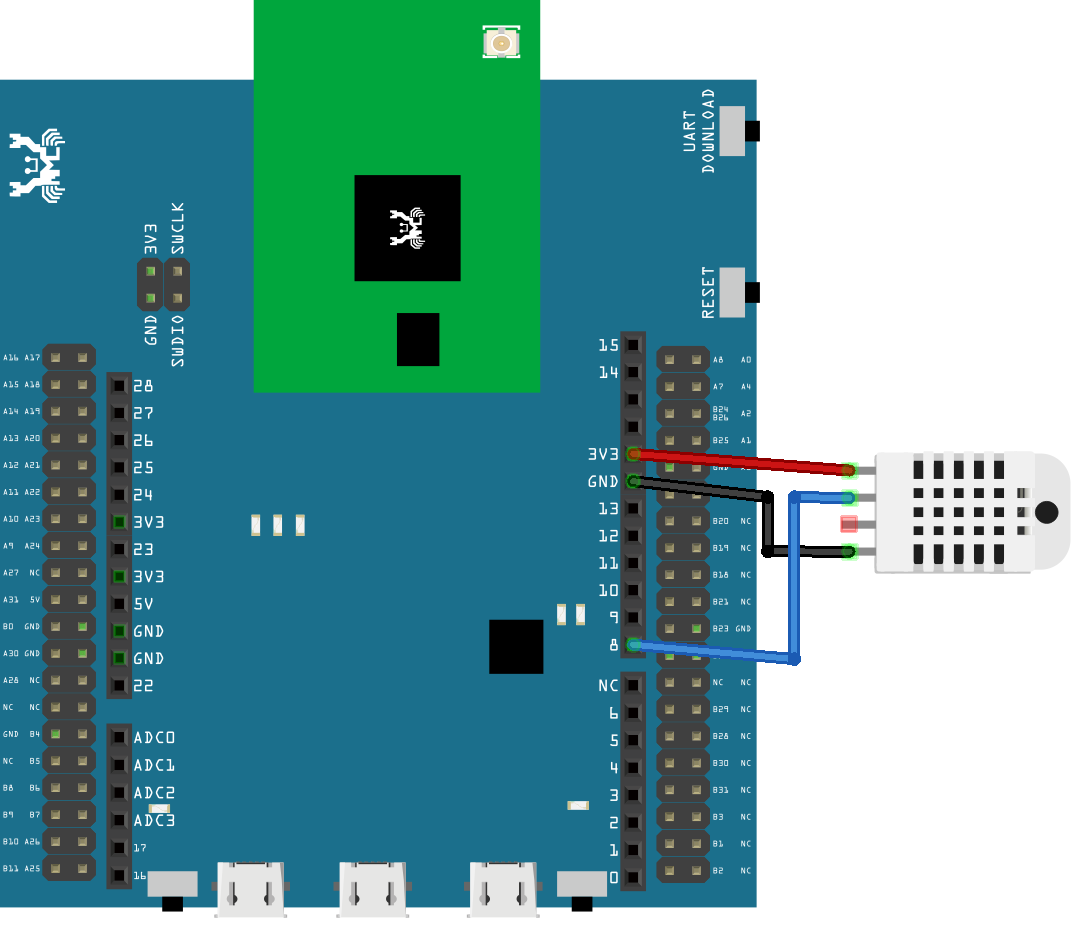 UART
DOWNLOAD
3V3
SWCLK
RESET
GND
SWDIO
A16 A17
A15 A18
A14 A19
A13 A20
A12 A21
A11 A22
A10 A23
A9 A24
A27 NC
A31 5V
B0 GND
A30 GND
A28 NC
NC NC
GND B4
NC B5
B8 B6
B9 B7
B10 A26
B11 A25
28
27
26
25
24
3V3
23
3V3
5V
GND
GND
22
ADC0
ADC1
ADC2
ADC3
17
16
15
14
3V3
GND
13
12
11
10
9
8
NC
6
5
4
3
2
1
0
A8 A0
A7 A4
B24
B26 A2
B25 A1
B20 NC
B19 NC
B18 NC
B21 NC
B23 GND
NC NC
B29 NC
B28 NC
B30 NC
B31 NC
B3 NC
B1 NC
B2 NC